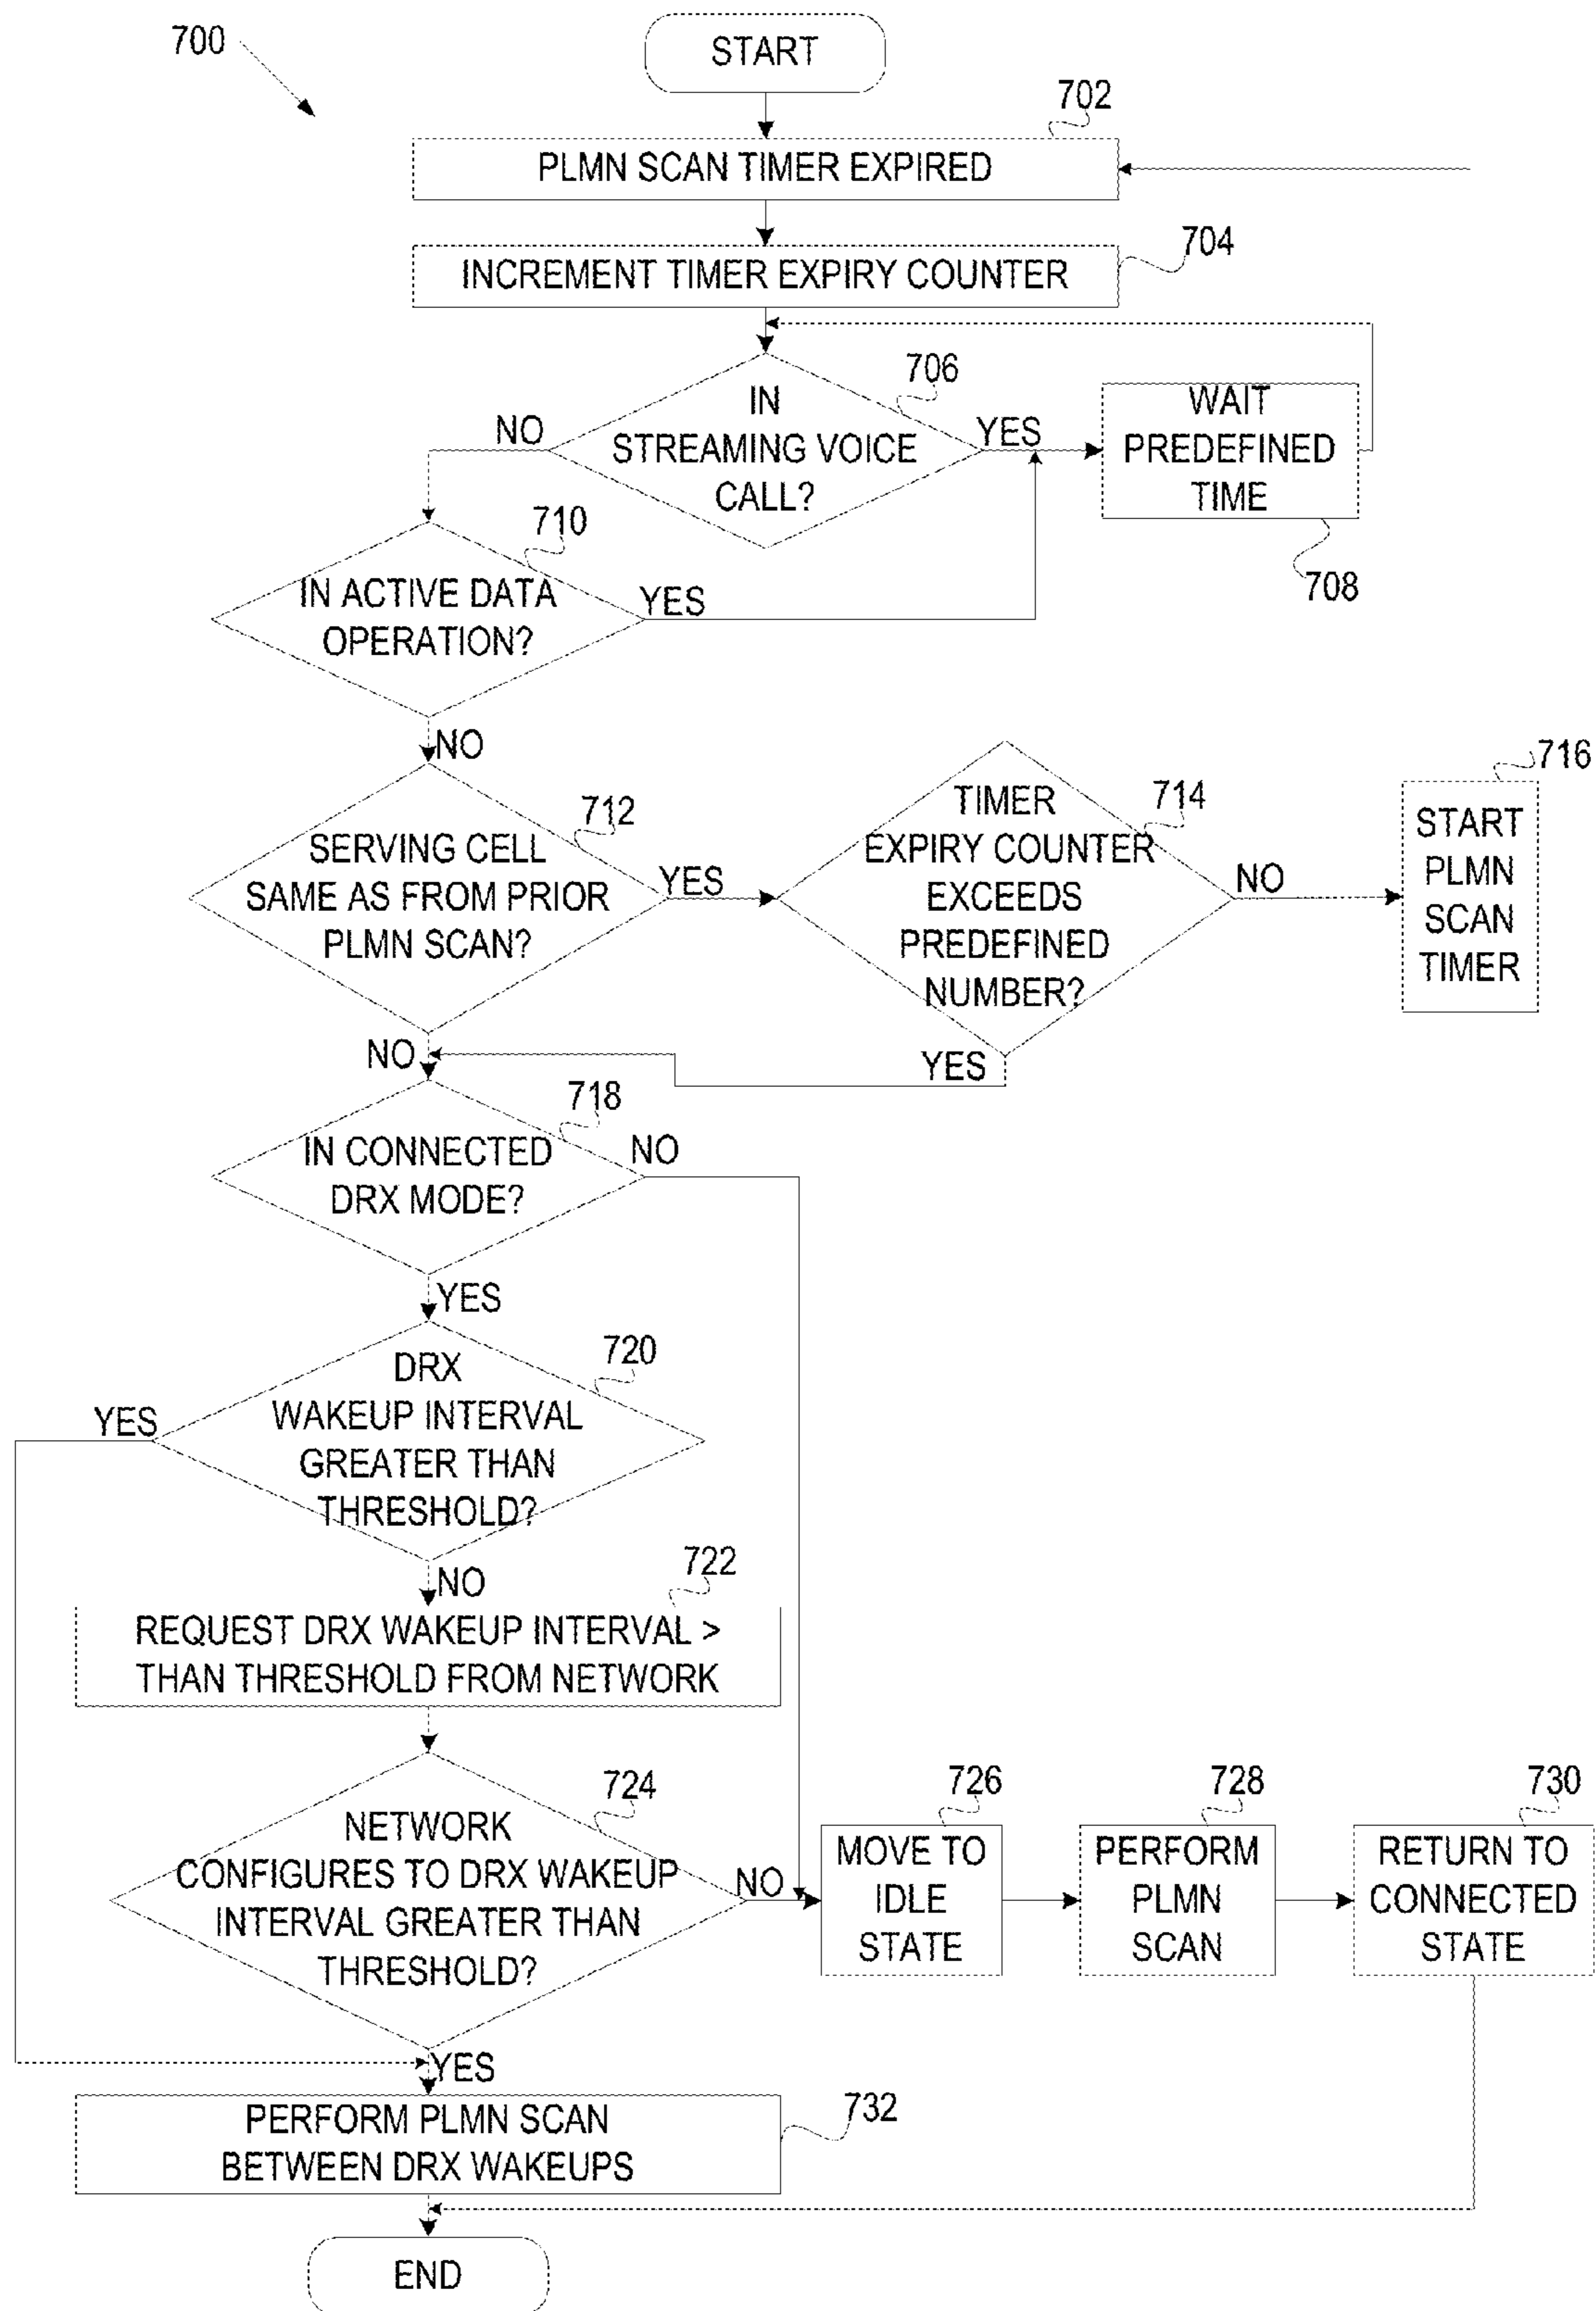 700
START
702
PLMN SCAN TIMER EXPIRED
704
INCREMENT TIMER EXPIRY COUNTER
706
IN
STREAMING VOICE
CALL?
NO
YES
WAIT
PREDEFINED
TIME
708
710
IN ACTIVE DATA
OPERATION?
YES
NO
712
SERVING CELL
SAME AS FROM PRIOR
PLMN SCAN?
YES
714
TIMER
EXPIRY COUNTER
EXCEEDS
PREDEFINED
NUMBER?
NO
716
START
PLMN
SCAN
TIMER
YES
NO
718
IN CONNECTED
DRX MODE?
NO
YES
720
DRX
WAKEUP INTERVAL
GREATER THAN
THRESHOLD?
YES
NO
722
REQUEST DRX WAKEUP INTERVAL >
THAN THRESHOLD FROM NETWORK
724
NETWORK
CONFIGURES TO DRX WAKEUP
INTERVAL GREATER THAN
THRESHOLD?
NO
726
MOVE TO
IDLE
STATE
728
PERFORM
PLMN
SCAN
730
RETURN TO
CONNECTED
STATE
YES
732
PERFORM PLMN SCAN
BETWEEN DRX WAKEUPS
END